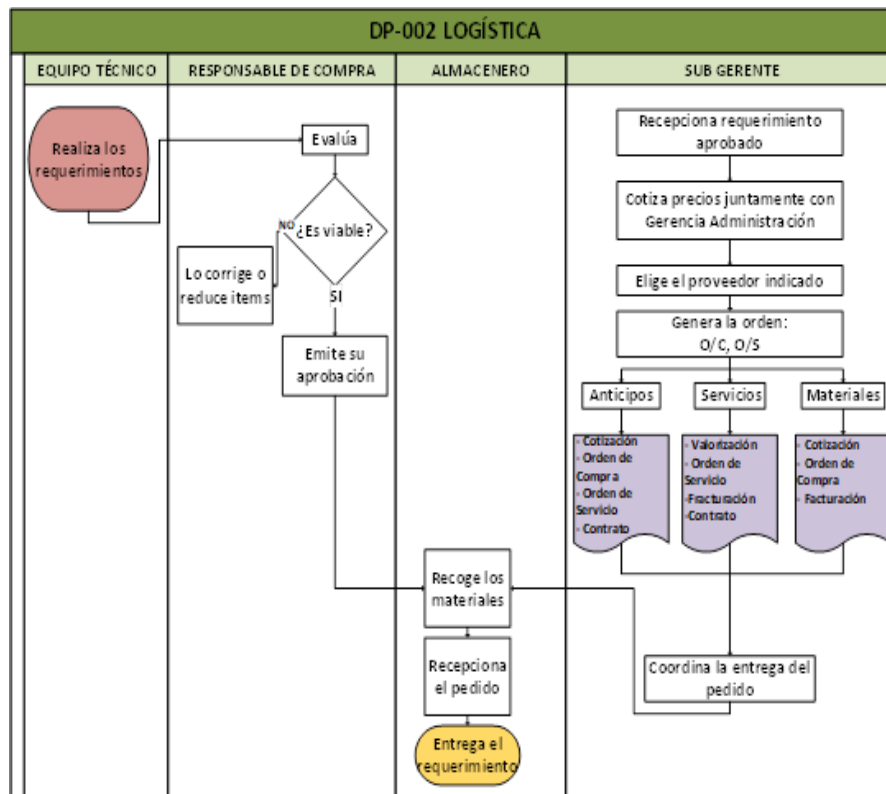 DP-002 LOGÍSTICA
EQUIPO TÉCNICO
RESPONSABLE DE COMPRA
ALMACENERO
SUB GERENTE
Realiza los
requerimientos
Evalúa
¿Es viable?
NO
Lo corrige o
reduce items
SI
Emite su
aprobación
Recoge los
materiales
Recepciona
el pedido
Entrega el
requerimiento
Recepciona requerimiento
aprobado
Cotiza precios juntamente con
Gerencia Administración
Elige el proveedor indicado
Genera la orden:
O/C, O/S
Anticipos
Servicios
Materiales
- Cotización
- Orden de
Compra
- Orden de
Servicio
- Contrato
- Valorización
- Orden de
Servicio
-Fracturación
-Contrato
- Cotización
- Orden de
Compra
- Facturación
Coordina la entrega del
pedido